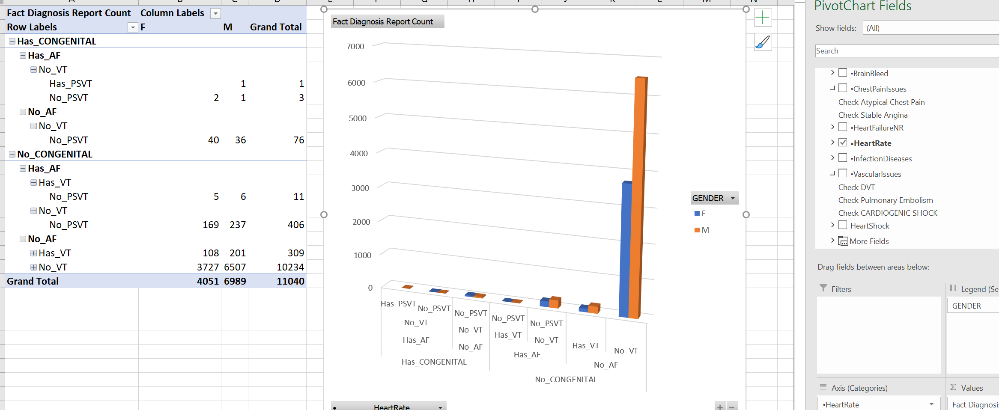 Fact Diagnosis Report Count Column Labels
Row Labels F M Grand Total
Has_CONGENITAL
Has_AF
No_VT
Has_PSVT 1 1
No_PSVT 2 1 3
No_AF
No_VT
No_PSVT 40 36 76
No_CONGENITAL
Has_AF
Has_VT
No_PSVT 5 6 11
No_VT
No_PSVT 169 237 406
No_AF
Has_VT 108 201 309
No_VT 3727 6507 10234
Grand Total 4051 6989 11040
Fact Diagnosis Report Count
7000
6000
5000
4000
3000
2000
1000
0
Has_PSVT No_PSVT No_PSVT No_PSVT No_PSVT
No_VT No_VT Has_VT No_VT Has_VT No_VT
Has_AF No_AF Has_AF No_AF
Has_CONGENITAL No_CONGENITAL
GENDER
F
M
•HeartRate
PivotChart Fields
Show fields: (All)
Search
•BrainBleed
•ChestPainIssues
Check Atypical Chest Pain
Check Stable Angina
•HeartFailureNR
•HeartRate
•InfectionDiseases
•VascularIssues
Check DVT
Check Pulmonary Embolism
Check CARDIOGENIC SHOCK
HeartShock
More Fields
Drag fields between areas below:
Filters
Legend (Se
GENDER
Axis (Categories)
•HeartRate
Σ Values
Fact Diagnosi